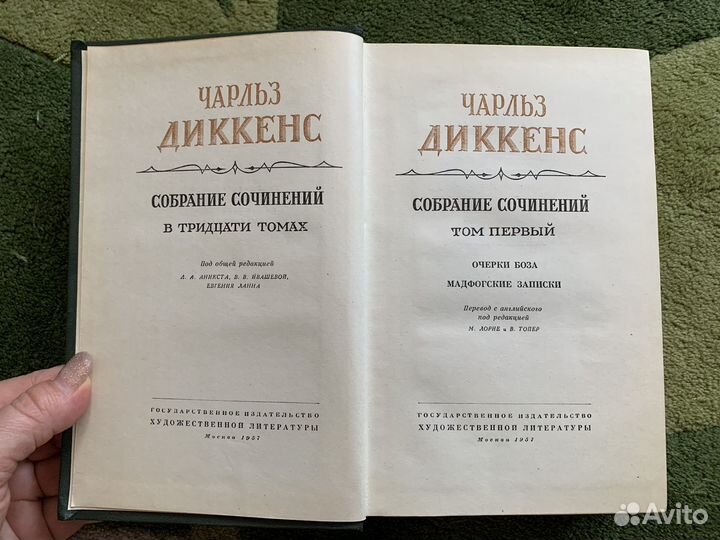 ЧАРЛЬЗ
ДИККЕНС
СОБРАНИЕ СОЧИНЕНИЙ
В ТРИДЦАТИ ТОМАХ
Под общей редакцией
А. А. АНИКСТА, В. В. ИВАШЕВОЙ,
ЕВГЕНИЯ ЛАННА
ГОСУДАРСТВЕННОЕ ИЗДАТЕЛЬСТВО
ХУДОЖЕСТВЕННОЙ ЛИТЕРАТУРЫ
Москва 1957
ЧАРЛЬЗ
ДИККЕНС
СОБРАНИЕ СОЧИНЕНИЙ
ТОМ ПЕРВЫЙ
ОЧЕРКИ БОЗА
МАДФОГСКИЕ ЗАПИСКИ
Перевод с английского
под редакцией
М. ЛОРИЕ и В. ТОПЕР
ГОСУДАРСТВЕННОЕ ИЗДАТЕЛЬСТВО
ХУДОЖЕСТВЕННОЙ ЛИТЕРАТУРЫ
Москва 1957
Avito